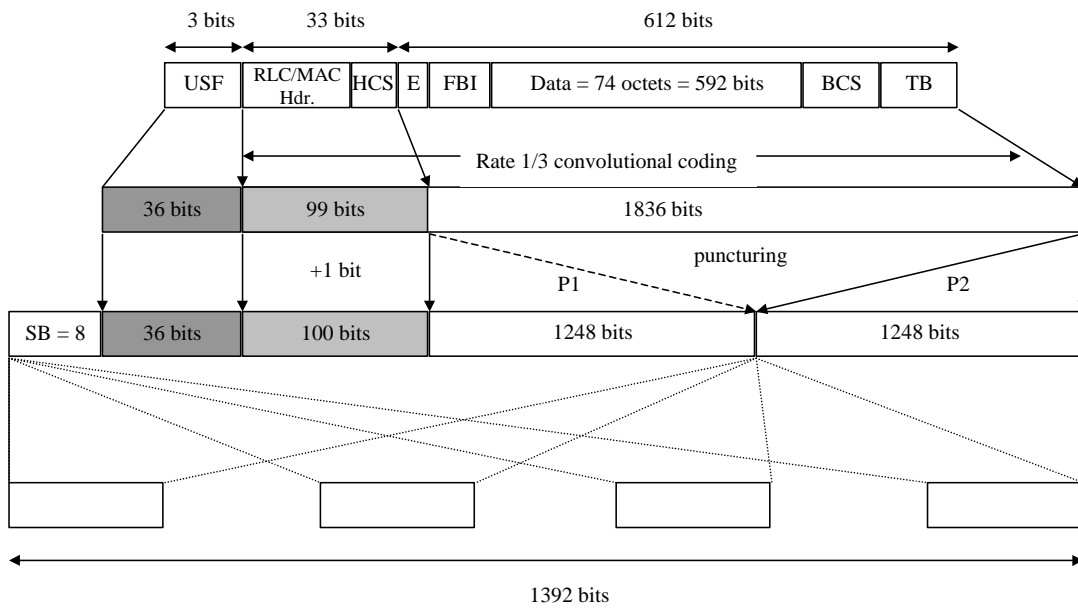 3 bits
33 bits
612 bits
USF
RLC/MAC
Hdr.
HCS
E
FBI
Data = 74 octets = 592 bits
BCS
TB
Rate 1/3 convolutional coding
36 bits
99 bits
1836 bits
+1 bit
puncturing
P1
P2
SB = 8
36 bits
100 bits
1248 bits
1248 bits
1392 bits